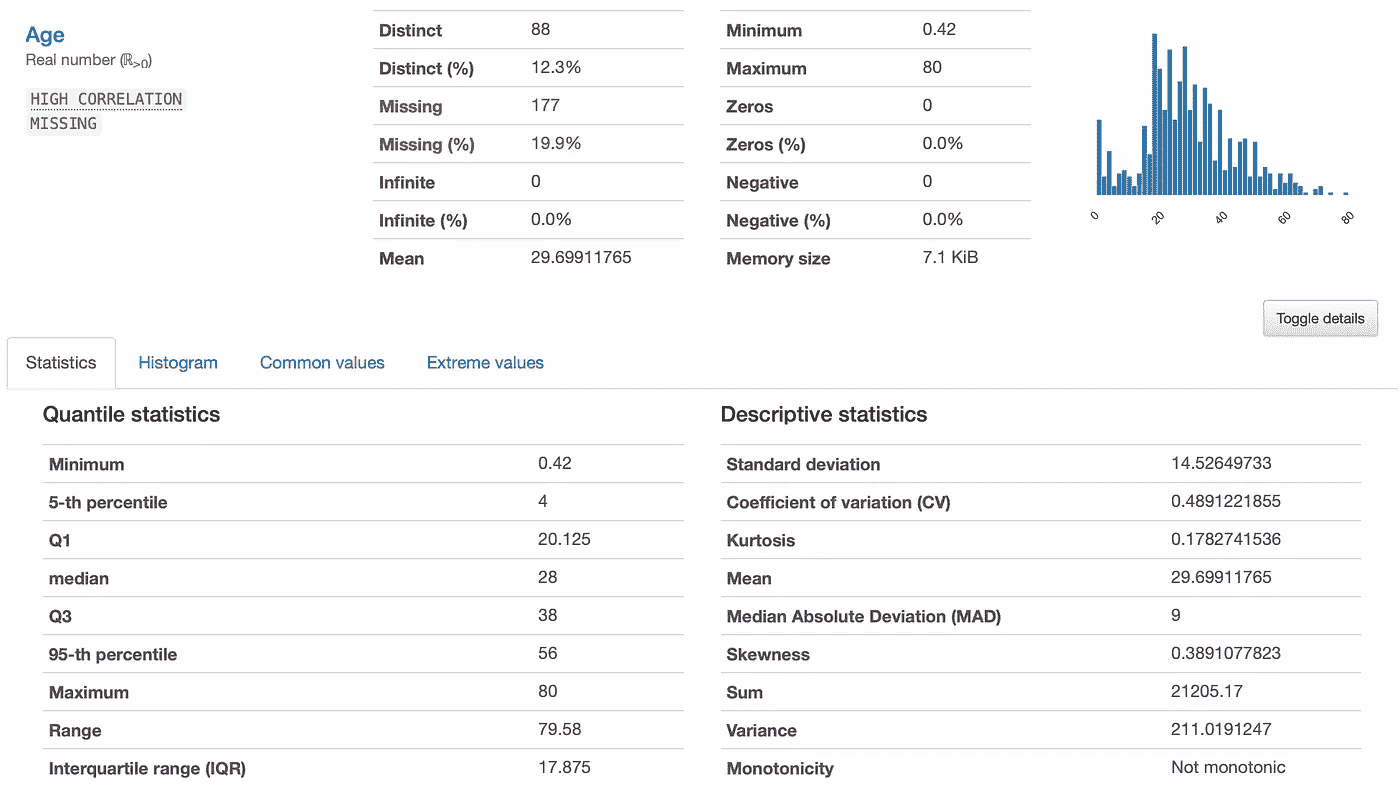 Age
Real number (ℝ>0)
HIGH CORRELATION
MISSING
Distinct 88
Distinct (%) 12.3%
Missing 177
Missing (%) 19.9%
Infinite 0
Infinite (%) 0.0%
Mean 29.69911765
Minimum 0.42
Maximum 80
Zeros 0
Zeros (%) 0.0%
Negative 0
Negative (%) 0.0%
Memory size 7.1 KiB
0 20 40 60 80
Toggle details
Statistics Histogram Common values Extreme values
Quantile statistics
Minimum 0.42
5-th percentile 4
Q1 20.125
median 28
Q3 38
95-th percentile 56
Maximum 80
Range 79.58
Interquartile range (IQR) 17.875
Descriptive statistics
Standard deviation 14.52649733
Coefficient of variation (CV) 0.4891221855
Kurtosis 0.1782741536
Mean 29.69911765
Median Absolute Deviation (MAD) 9
Skewness 0.3891077823
Sum 21205.17
Variance 211.0191247
Monotonicity Not monotonic